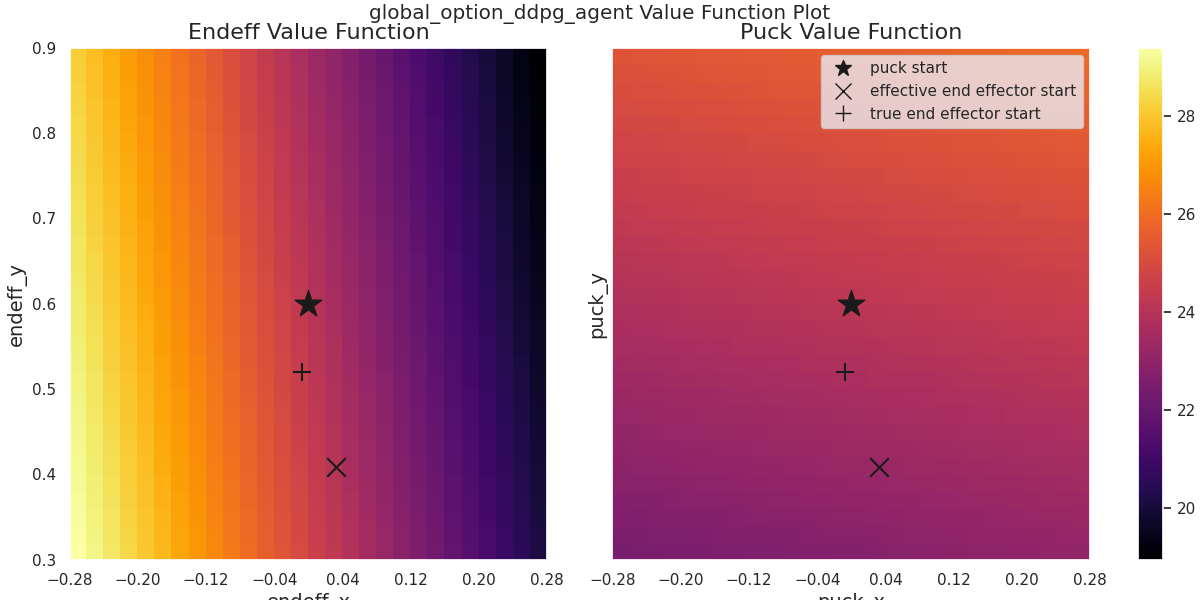 global_option_ddpg_agent Value Function Plot
Endeff Value Function
Puck Value Function
0.9
0.8
0.7
0.6
0.5
0.4
0.3
endeff_y
−0.28 −0.20 −0.12 −0.04 0.04 0.12 0.20 0.28
endeff_x
puck start
effective end effector start
true end effector start
puck_y
−0.28 −0.20 −0.12 −0.04 0.04 0.12 0.20 0.28
puck_x
28
26
24
22
20